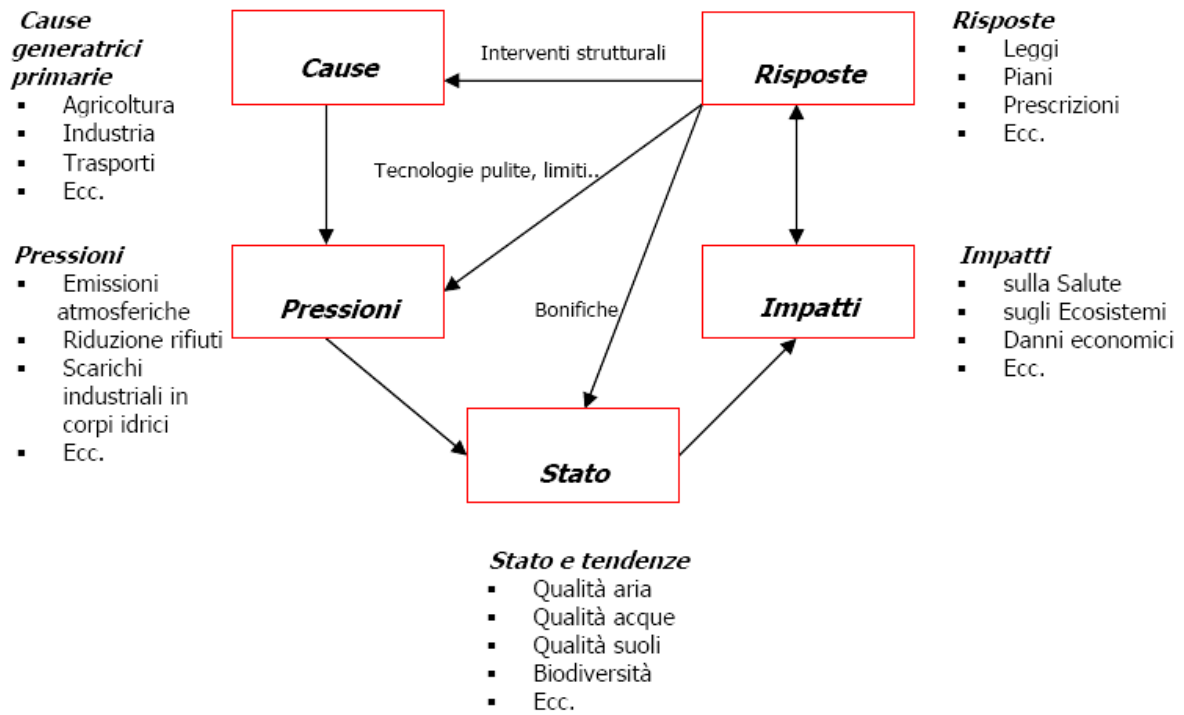 Cause
generatrici
primarie
▪ Agricoltura
▪ Industria
▪ Trasporti
▪ Ecc.
Cause
Interventi strutturali
Risposte
Risposte
▪ Leggi
▪ Piani
▪ Prescrizioni
▪ Ecc.
Tecnologie pulite, limiti..
Pressioni
▪ Emissioni
atmosferiche
▪ Riduzione rifiuti
▪ Scarichi
industriali in
corpi idrici
▪ Ecc.
Pressioni
Bonifiche
Impatti
Impatti
▪ sulla Salute
▪ sugli Ecosistemi
▪ Danni economici
▪ Ecc.
Stato
Stato e tendenze
▪ Qualità aria
▪ Qualità acque
▪ Qualità suoli
▪ Biodiversità
▪ Ecc.